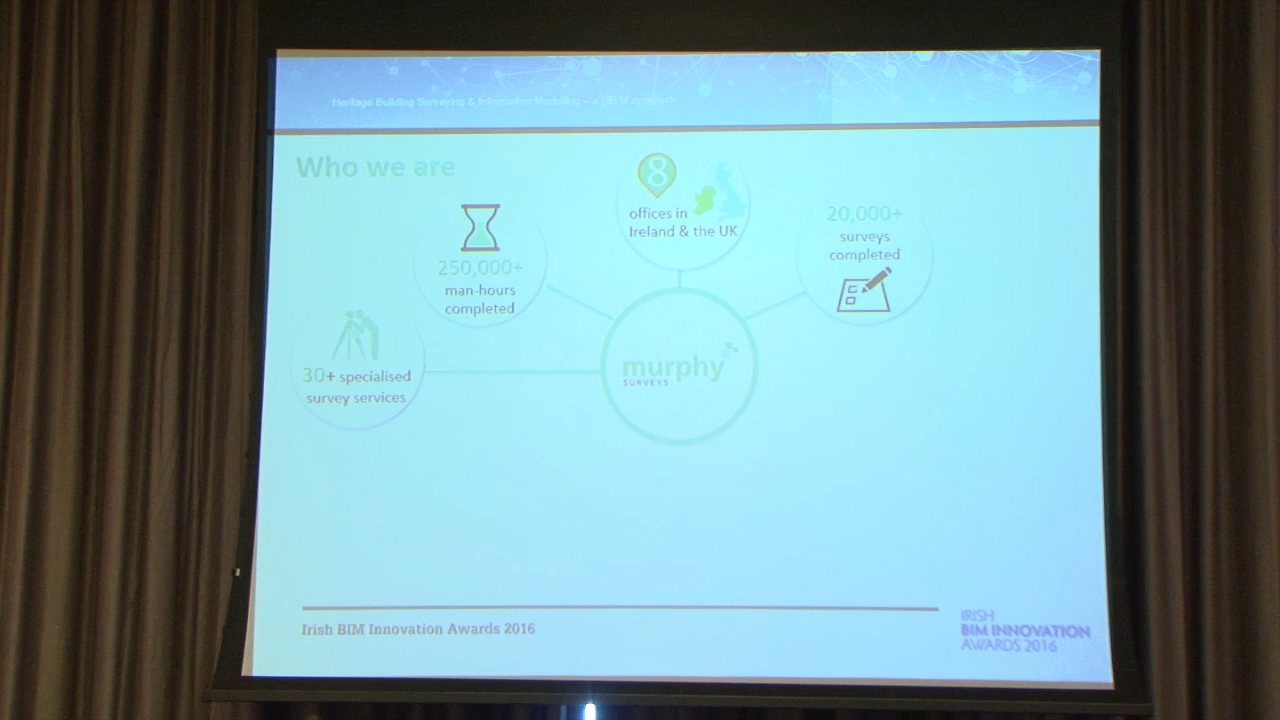 Heritage Building Surveying & Information Modelling – a HBIM approach
Who we are
8
offices in
Ireland & the UK
20,000+
surveys
completed
250,000+
man-hours
completed
30+ specialised
survey services
murphy
SURVEYS
Irish BIM Innovation Awards 2016
IRISH
BIM INNOVATION
AWARDS 2016